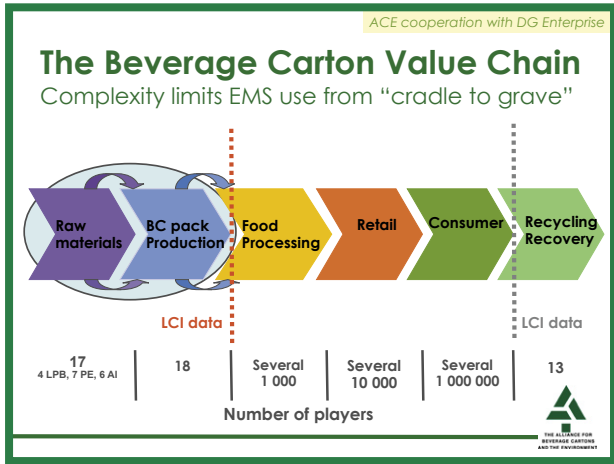 ACE cooperation with DG Enterprise
The Beverage Carton Value Chain
Complexity limits EMS use from “cradle to grave”
Raw
materials
BC pack
Production
Food
Processing
Retail
Consumer
Recycling
Recovery
LCI data
LCI data
17
4 LPB, 7 PE, 6 Al
18
Several
1 000
Several
10 000
Several
1 000 000
13
Number of players
THE ALLIANCE FOR
BEVERAGE CARTONS
AND THE ENVIRONMENT